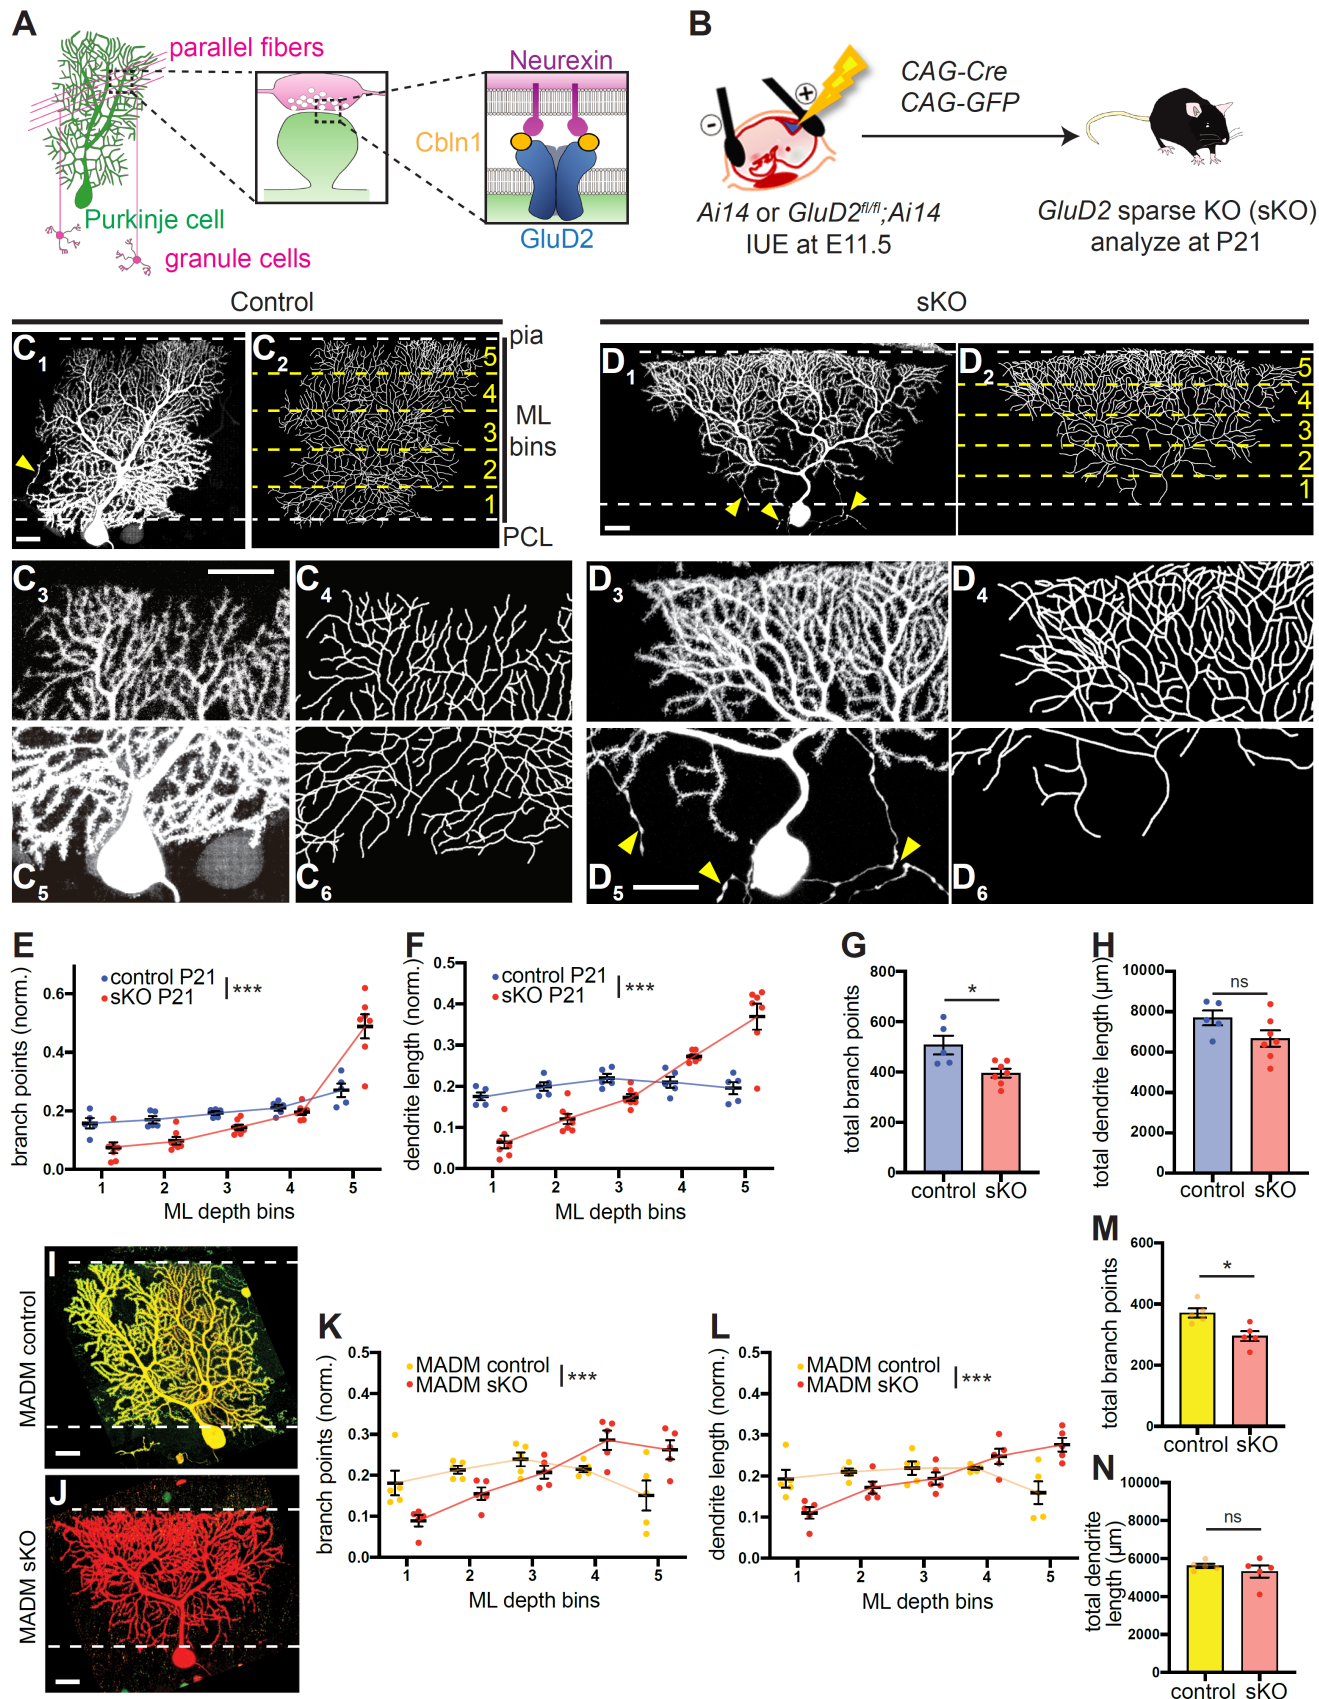 A
parallel fibers
Neurexin
Cbln1
Purkinje cell
GluD2
granule cells
B
CAG-Cre
CAG-GFP
-
+
Ai14 or GluD2fl/fl;Ai14
IUE at E11.5
GluD2 sparse KO (sKO)
analyze at P21
Control
sKO
C1
C2
pia
5
4
3
2
1
ML
bins
PCL
D1
D2
5
4
3
2
1
C3
C4
D3
D4
C5
C6
D5
D6
E
branch points (norm.)
control P21
sKO P21
***
0.6
0.4
0.2
0.0
1 2 3 4 5
ML depth bins
F
dendrite length (norm.)
control P21
sKO P21
***
0.5
0.4
0.3
0.2
0.1
0.0
1 2 3 4 5
ML depth bins
G
total branch points
*
800
600
400
200
0
control sKO
H
total dendrite length (µm)
ns
10000
8000
6000
4000
2000
0
control sKO
I
MADM control
J
MADM sKO
K
branch points (norm.)
MADM control
MADM sKO
***
0.5
0.4
0.3
0.2
0.1
0.0
1 2 3 4 5
ML depth bins
L
dendrite length (norm.)
MADM control
MADM sKO
***
0.5
0.4
0.3
0.2
0.1
0.0
1 2 3 4 5
ML depth bins
M
total branch points
*
600
400
200
0
control sKO
N
total dendrite
length (µm)
ns
10000
8000
6000
4000
2000
0
control sKO